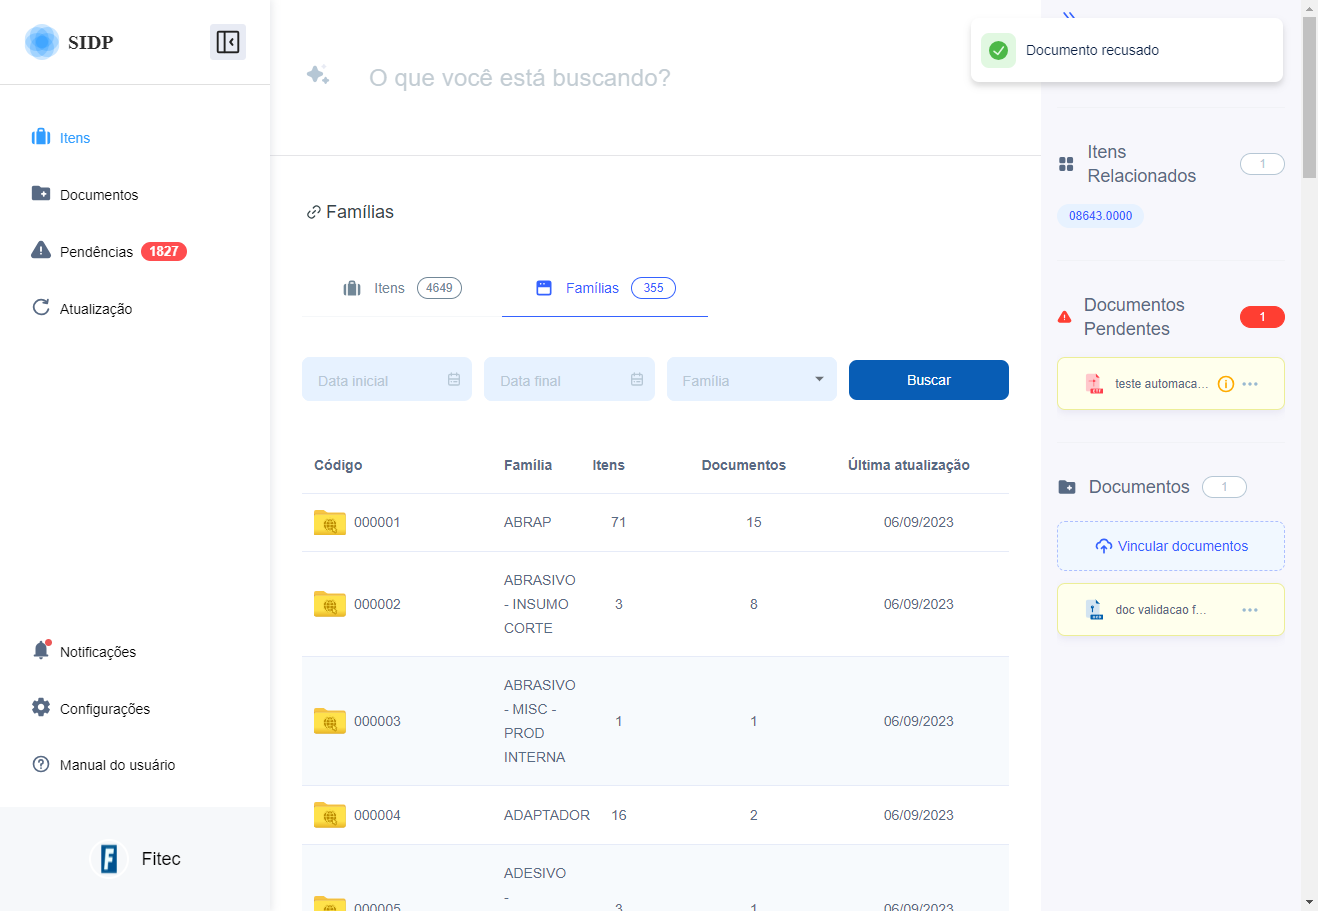 SIDP
Itens
Documentos
Pendências 1827
Atualização
Notificações
Configurações
Manual do usuário
Fitec
O que você está buscando?
Famílias
Itens 4649
Famílias 355
Data inicial
Data final
Família
Buscar
Código Família Itens Documentos Última atualização
000001 ABRAP 71 15 06/09/2023
000002 ABRASIVO - INSUMO CORTE 3 8 06/09/2023
000003 ABRASIVO - MISC - PROD INTERNA 1 1 06/09/2023
000004 ADAPTADOR 16 2 06/09/2023
000005 ADESIVO - 3 1 06/09/2023
Documento recusado
Itens
Relacionados 1
08643.0000
Documentos
Pendentes 1
teste automaca...
Documentos 1
Vincular documentos
doc validacao f...